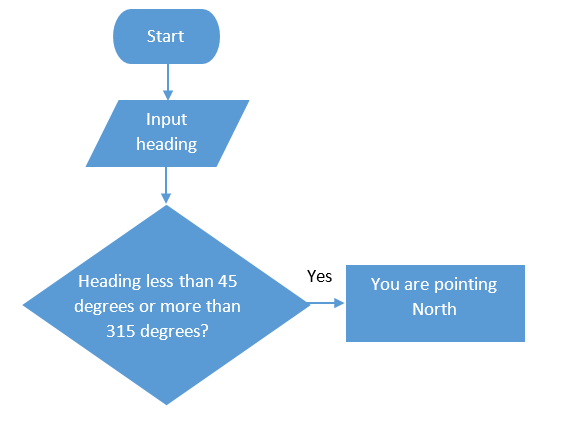 Start
Input
heading
Heading less than 45
degrees or more than
315 degrees?
Yes
You are pointing
North